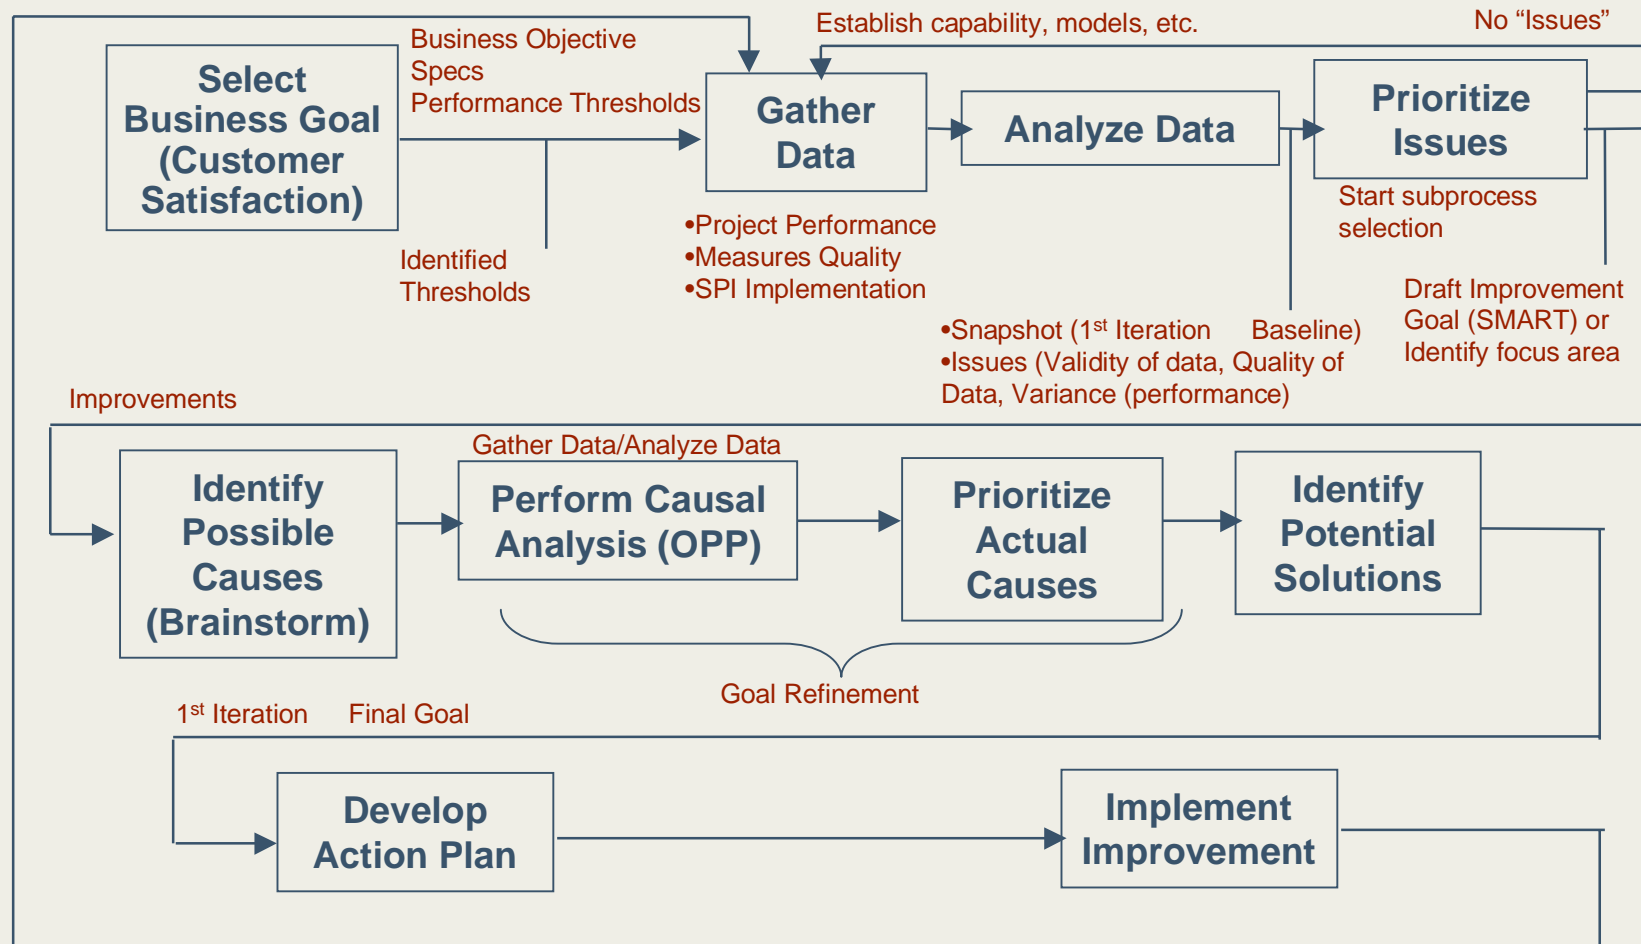 Establish capability, models, etc.
No “Issues”
Business Objective
Specs
Performance Thresholds
Select
Business Goal
(Customer
Satisfaction)
Gather
Data
Analyze Data
Prioritize
Issues
Identified
Thresholds
•Project Performance
•Measures Quality
•SPI Implementation
Start subprocess
selection
•Snapshot (1st Iteration Baseline)
•Issues (Validity of data, Quality of
Data, Variance (performance)
Draft Improvement
Goal (SMART) or
Identify focus area
Improvements
Gather Data/Analyze Data
Identify
Possible
Causes
(Brainstorm)
Perform Causal
Analysis (OPP)
Prioritize
Actual
Causes
Identify
Potential
Solutions
Goal Refinement
1st Iteration Final Goal
Develop
Action Plan
Implement
Improvement